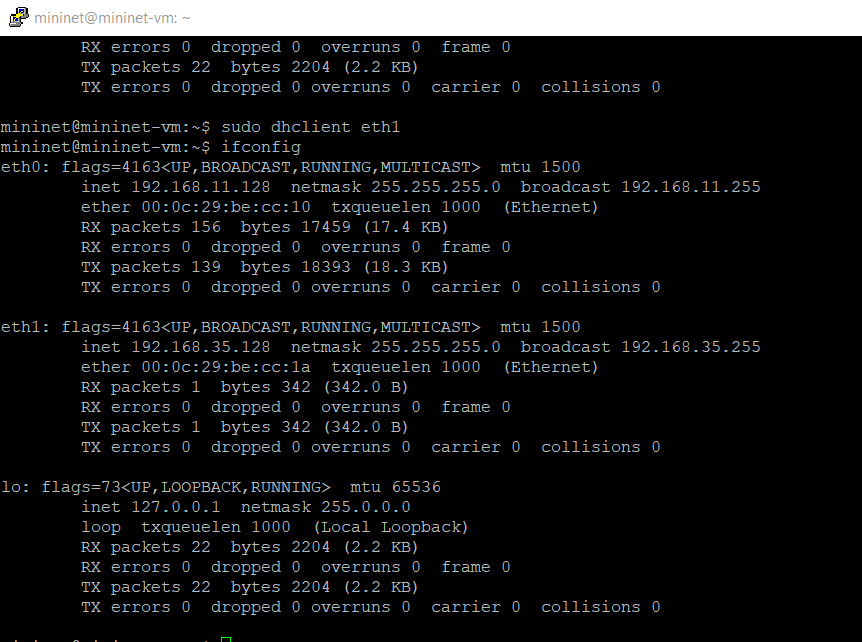 mininet@mininet-vm: ~
RX errors 0  dropped 0  overruns 0  frame 0
TX packets 22  bytes 2204 (2.2 KB)
TX errors 0  dropped 0 overruns 0  carrier 0  collisions 0
mininet@mininet-vm:~$ sudo dhclient eth1
mininet@mininet-vm:~$ ifconfig
eth0: flags=4163<UP,BROADCAST,RUNNING,MULTICAST>  mtu 1500
inet 192.168.11.128  netmask 255.255.255.0  broadcast 192.168.11.255
ether 00:0c:29:be:cc:10  txqueuelen 1000  (Ethernet)
RX packets 156  bytes 17459 (17.4 KB)
RX errors 0  dropped 0  overruns 0  frame 0
TX packets 139  bytes 18393 (18.3 KB)
TX errors 0  dropped 0 overruns 0  carrier 0  collisions 0
eth1: flags=4163<UP,BROADCAST,RUNNING,MULTICAST>  mtu 1500
inet 192.168.35.128  netmask 255.255.255.0  broadcast 192.168.35.255
ether 00:0c:29:be:cc:1a  txqueuelen 1000  (Ethernet)
RX packets 1  bytes 342 (342.0 B)
RX errors 0  dropped 0  overruns 0  frame 0
TX packets 1  bytes 342 (342.0 B)
TX errors 0  dropped 0 overruns 0  carrier 0  collisions 0
lo: flags=73<UP,LOOPBACK,RUNNING>  mtu 65536
inet 127.0.0.1  netmask 255.0.0.0
loop  txqueuelen 1000  (Local Loopback)
RX packets 22  bytes 2204 (2.2 KB)
RX errors 0  dropped 0  overruns 0  frame 0
TX packets 22  bytes 2204 (2.2 KB)
TX errors 0  dropped 0 overruns 0  carrier 0  collisions 0